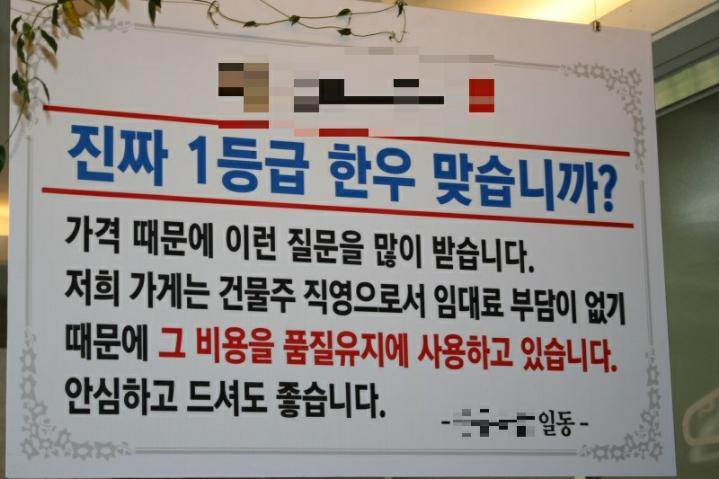 진짜 1등급 한우 맞습니까?
가격 때문에 이런 질문을 많이 받습니다.
저희 가게는 건물주 직영으로서 임대료 부담이 없기
때문에 그 비용을 품질유지에 사용하고 있습니다.
안심하고 드셔도 좋습니다.
- 일동 -